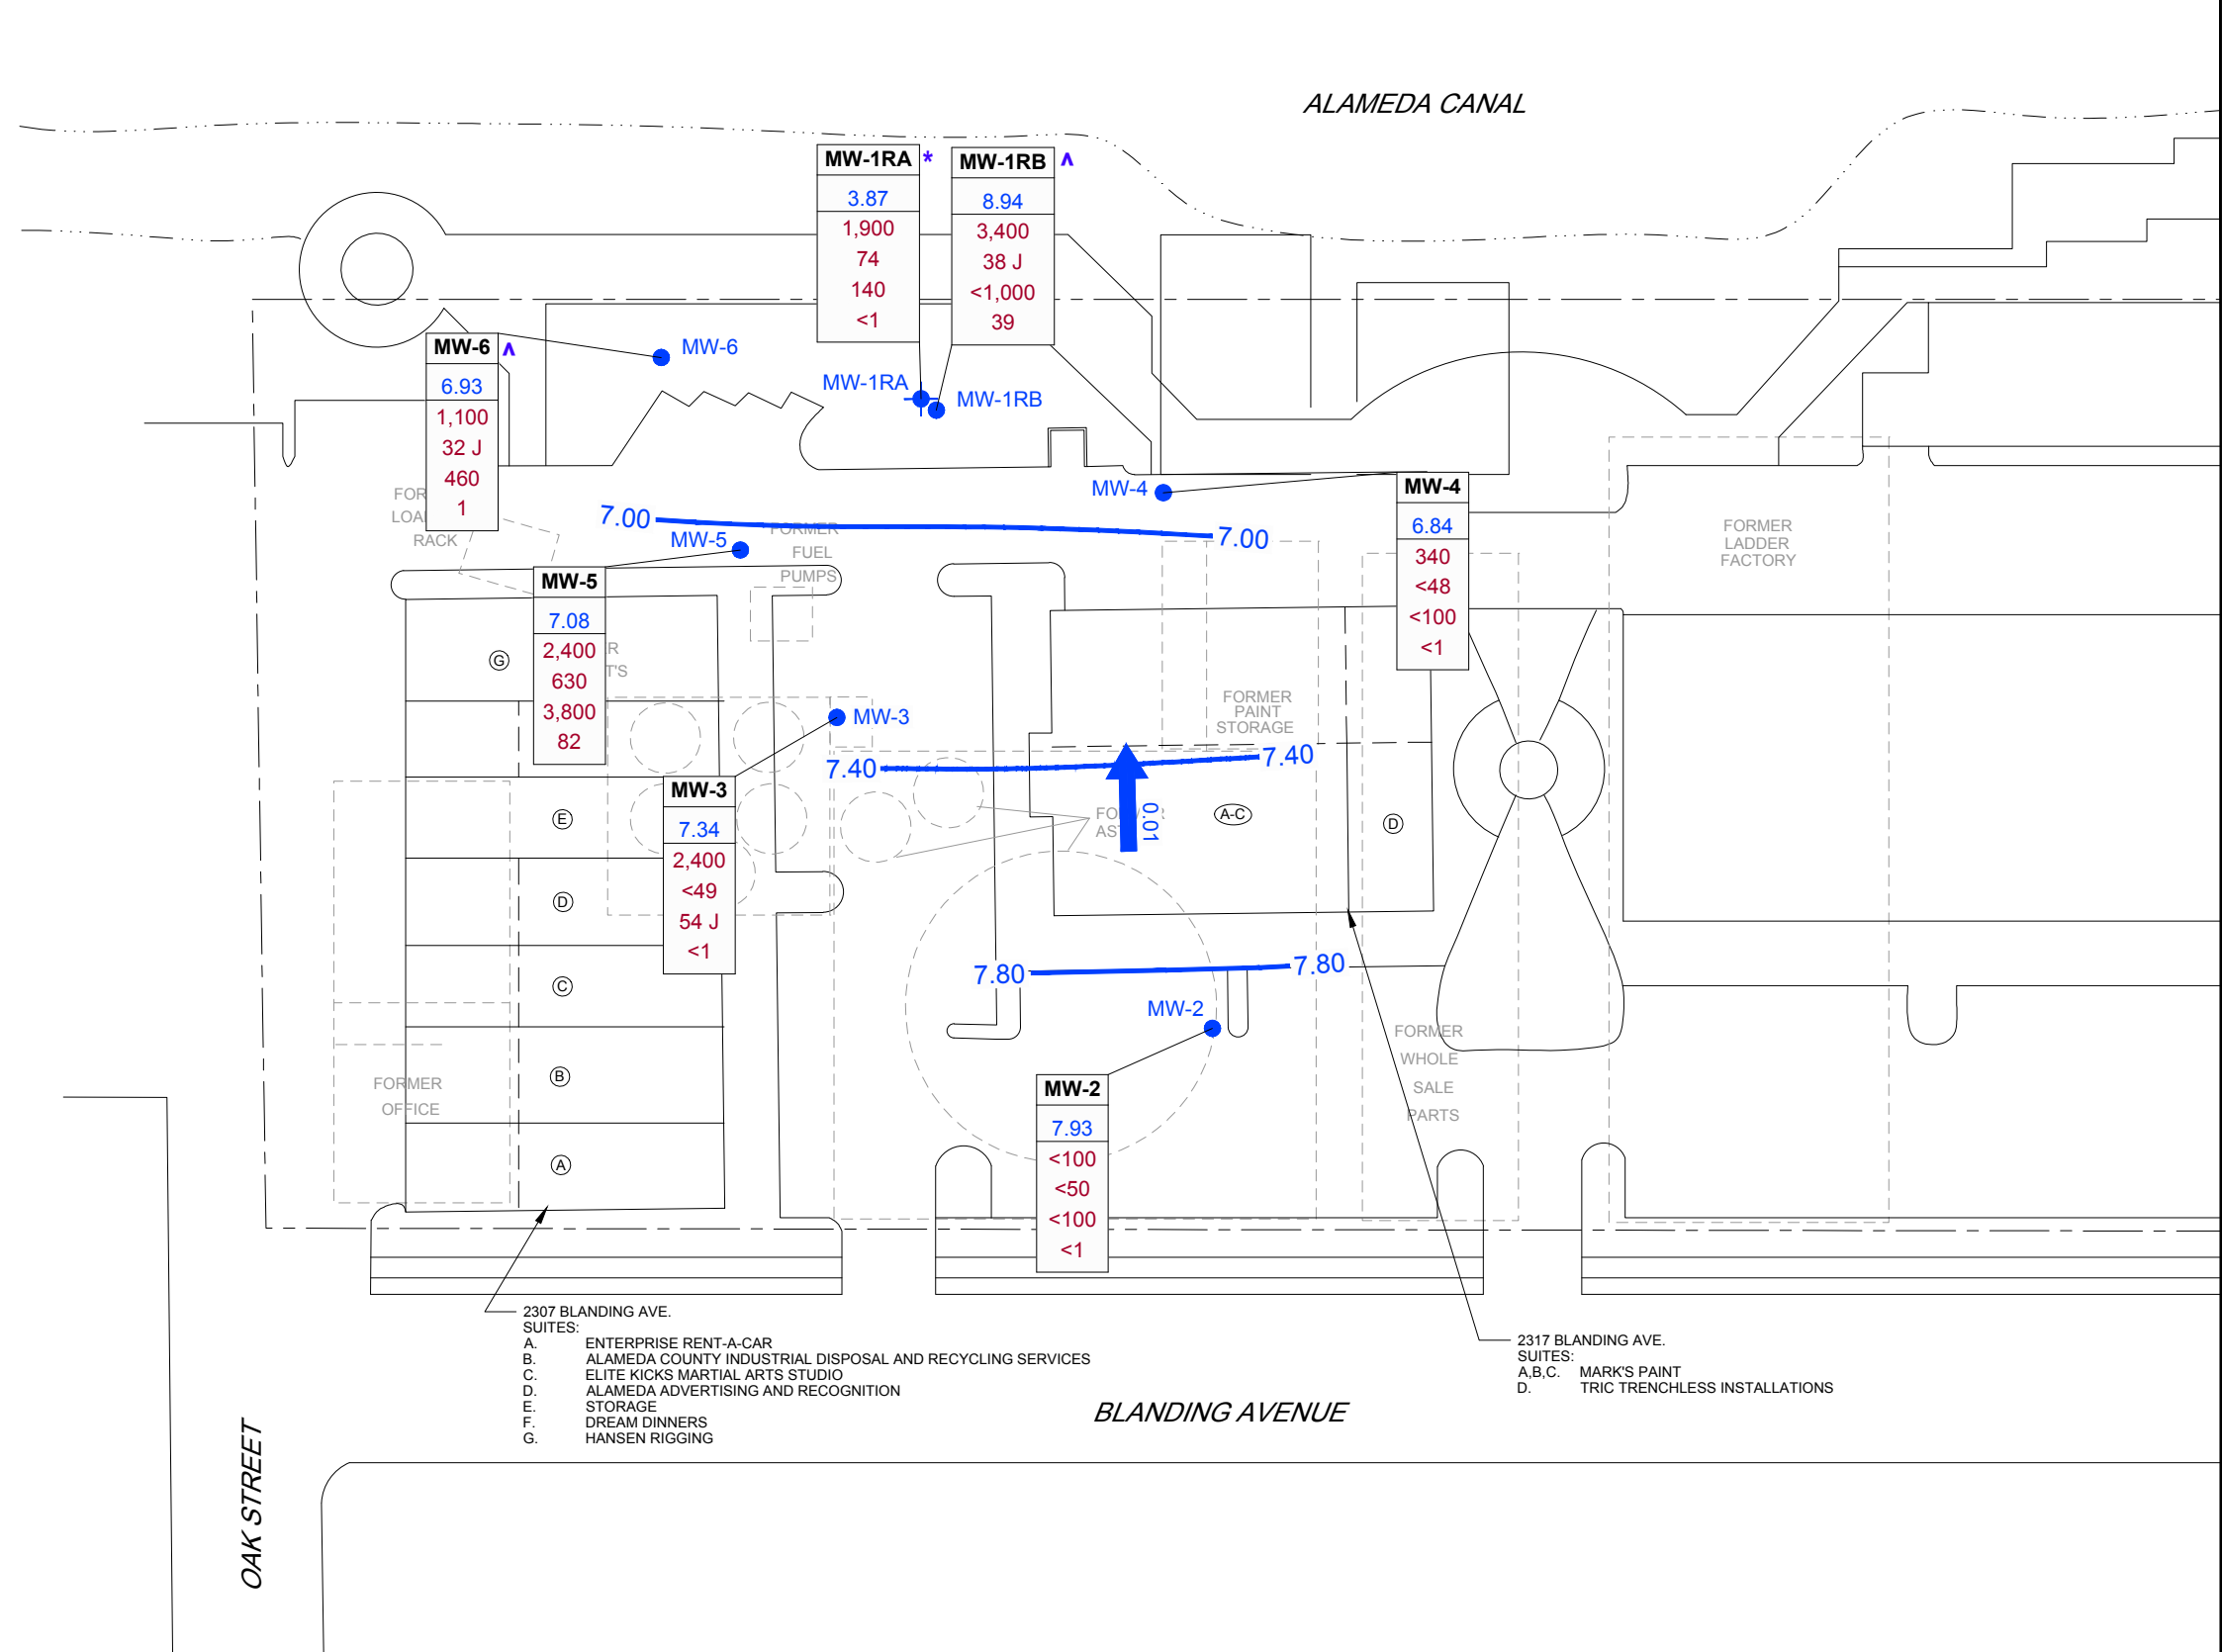 ALAMEDA CANAL
MW-1RA *
3.87
1,900
74
140
<1
MW-1RB ^
8.94
3,400
38 J
<1,000
39
MW-6 ^
6.93
1,100
32 J
460
1
MW-6
MW-1RA
MW-1RB
MW-4
MW-4
6.84
340
<48
<100
<1
7.00
7.00
MW-5
MW-5
7.08
2,400
630
3,800
82
FORMER
FUEL
PUMPS
RACK
FORMER
LADDER
FACTORY
G
MW-3
FORMER
PAINT
STORAGE
7.40
7.40
MW-3
7.34
2,400
<49
54 J
<1
0.01
A-C
D
E
D
C
B
A
7.80
7.80
MW-2
MW-2
7.93
<100
<50
<100
<1
FORMER
WHOLE
SALE
PARTS
FORMER
OFFICE
2307 BLANDING AVE.
SUITES:
A. ENTERPRISE RENT-A-CAR
B. ALAMEDA COUNTY INDUSTRIAL DISPOSAL AND RECYCLING SERVICES
C. ELITE KICKS MARTIAL ARTS STUDIO
D. ALAMEDA ADVERTISING AND RECOGNITION
E. STORAGE
F. DREAM DINNERS
G. HANSEN RIGGING
2317 BLANDING AVE.
SUITES:
A,B,C. MARK'S PAINT
D. TRIC TRENCHLESS INSTALLATIONS
BLANDING AVENUE
OAK STREET